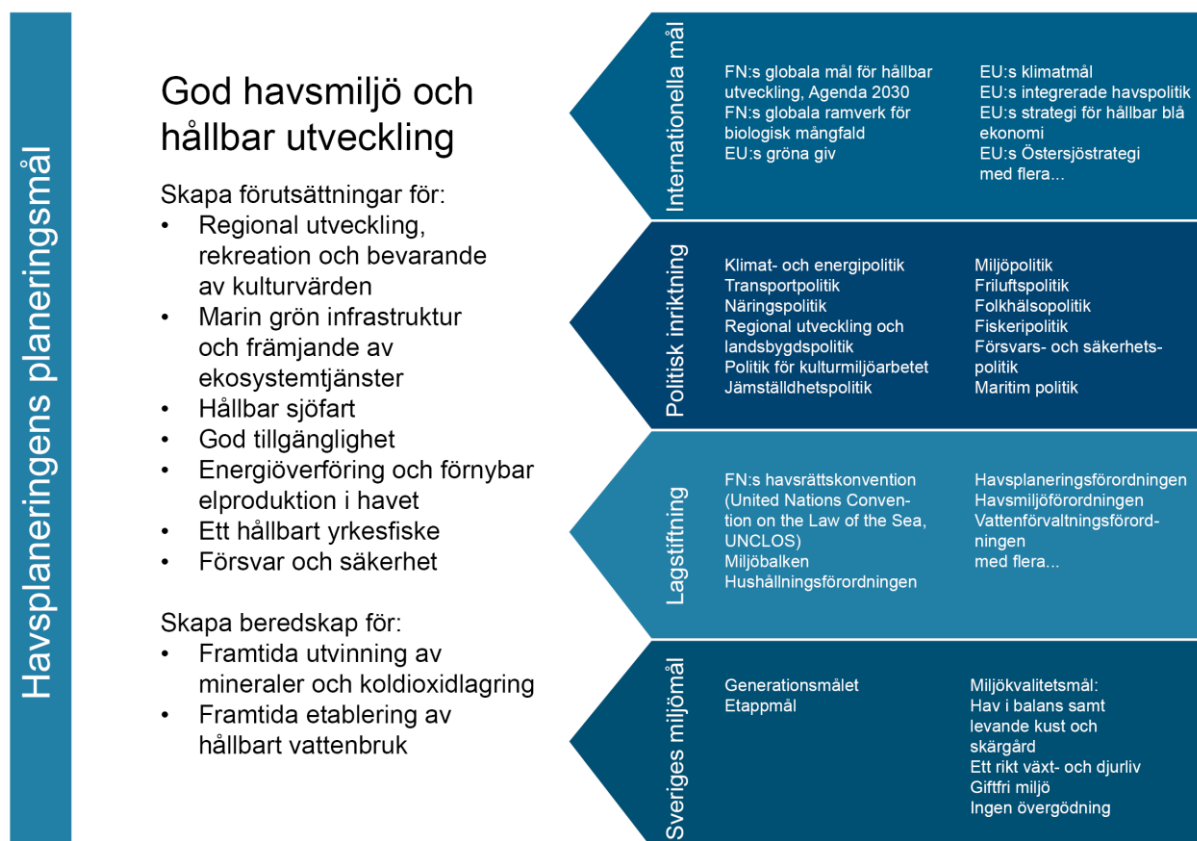 Havsplaneringens planeringsmål
God havsmiljö och
hållbar utveckling
Skapa förutsättningar för:
• Regional utveckling,
rekreation och bevarande
av kulturvärden
• Marin grön infrastruktur
och främjande av
ekosystemtjänster
• Hållbar sjöfart
• God tillgänglighet
• Energiöverföring och förnybar
elproduktion i havet
• Ett hållbart yrkesfiske
• Försvar och säkerhet
Skapa beredskap för:
• Framtida utvinning av
mineraler och koldioxidlagring
• Framtida etablering av
hållbart vattenbruk
Internationella mål
FN:s globala mål för hållbar
utveckling, Agenda 2030
FN:s globala ramverk för
biologisk mångfald
EU:s gröna giv
EU:s klimatmål
EU:s integrerade havspolitik
EU:s strategi för hållbar blå
ekonomi
EU:s Östersjöstrategi
med flera...
Politisk inriktning
Klimat- och energipolitik
Transportpolitik
Näringspolitik
Regional utveckling och
landsbygdspolitik
Politik för kulturmiljöarbetet
Jämställdhetspolitik
Miljöpolitik
Friluftspolitik
Folkhälsopolitik
Fiskeripolitik
Försvars- och säkerhets-
politik
Maritim politik
Lagstiftning
FN:s havsrättskonvention
(United Nations Conven-
tion on the Law of the Sea,
UNCLOS)
Miljöbalken
Hushållningsförordningen
Havsplaneringsförordningen
Havsmiljöförordningen
Vattenförvaltningsförord-
ningen
med flera...
Sveriges miljömål
Generationsmålet
Etappmål
Miljökvalitetsmål:
Hav i balans samt
levande kust och
skärgård
Ett rikt växt- och djurliv
Giftfri miljö
Ingen övergödning